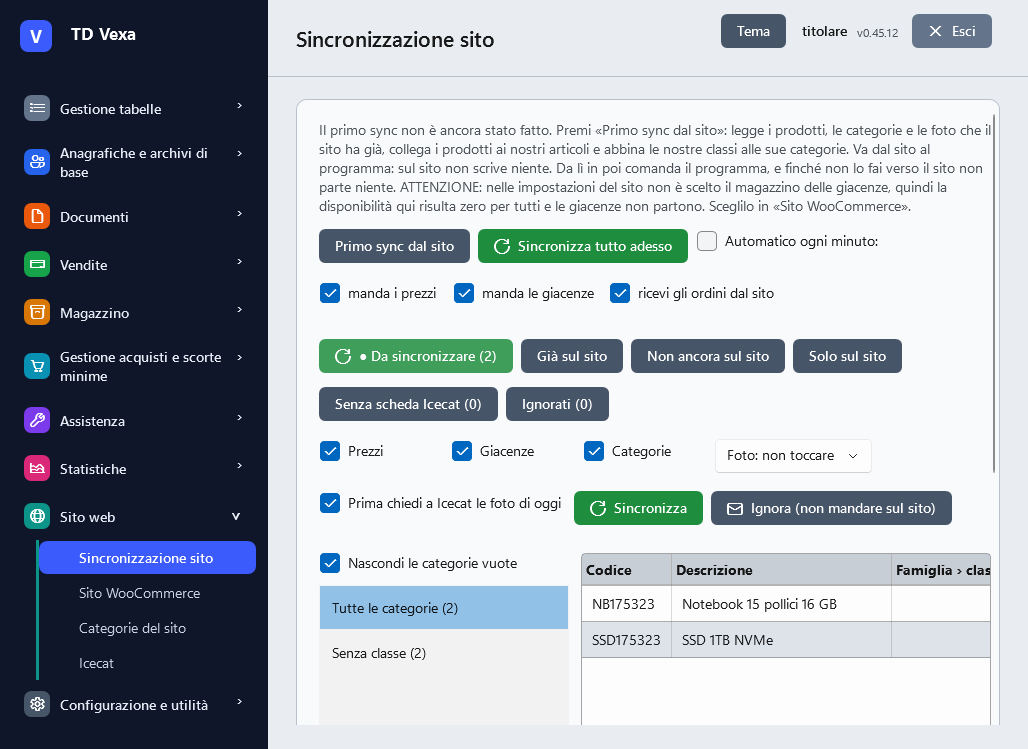 V TD Vexa
Sincronizzazione sito
Tema titolare v0.45.12 Esci
Gestione tabelle
Anagrafiche e archivi di
base
Documenti
Vendite
Magazzino
Gestione acquisti e scorte
minime
Assistenza
Statistiche
Sito web
Sincronizzazione sito
Sito WooCommerce
Categorie del sito
Icecat
Configurazione e utilità
Il primo sync non è ancora stato fatto. Premi «Primo sync dal sito»: legge i prodotti, le categorie e le foto che il
sito ha già, collega i prodotti ai nostri articoli e abbina le nostre classi alle sue categorie. Va dal sito al
programma: sul sito non scrive niente. Da lì in poi comanda il programma, e finché non lo fai verso il sito non
parte niente. ATTENZIONE: nelle impostazioni del sito non è scelto il magazzino delle giacenze, quindi la
disponibilità qui risulta zero per tutti e le giacenze non partono. Sceglilo in «Sito WooCommerce».
Primo sync dal sito Sincronizza tutto adesso Automatico ogni minuto:
manda i prezzi manda le giacenze ricevi gli ordini dal sito
● Da sincronizzare (2) Già sul sito Non ancora sul sito Solo sul sito
Senza scheda Icecat (0) Ignorati (0)
Prezzi Giacenze Categorie Foto: non toccare
Prima chiedi a Icecat le foto di oggi Sincronizza Ignora (non mandare sul sito)
Nascondi le categorie vuote
Tutte le categorie (2)
Senza classe (2)
Codice Descrizione Famiglia › clas
NB175323 Notebook 15 pollici 16 GB
SSD175323 SSD 1TB NVMe